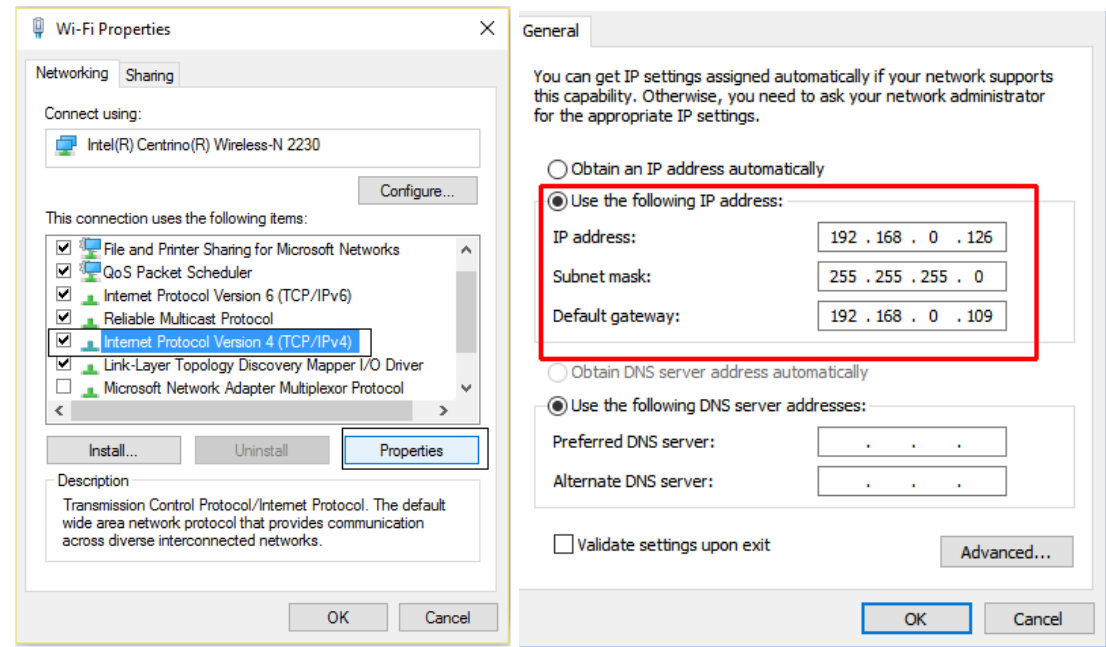 Wi-Fi Properties
Networking
Sharing
Connect using:
Intel(R) Centrino(R) Wireless-N 2230
Configure...
This connection uses the following items:
File and Printer Sharing for Microsoft Networks
QoS Packet Scheduler
Internet Protocol Version 6 (TCP/IPv6)
Reliable Multicast Protocol
Internet Protocol Version 4 (TCP/IPv4)
Link-Layer Topology Discovery Mapper I/O Driver
Microsoft Network Adapter Multiplexor Protocol
Install...
Uninstall
Properties
Description
Transmission Control Protocol/Internet Protocol. The default
wide area network protocol that provides communication
across diverse interconnected networks.
OK
Cancel
General
You can get IP settings assigned automatically if your network supports
this capability. Otherwise, you need to ask your network administrator
for the appropriate IP settings.
Obtain an IP address automatically
Use the following IP address:
IP address: 192 . 168 . 0 . 126
Subnet mask: 255 . 255 . 255 . 0
Default gateway: 192 . 168 . 0 . 109
Obtain DNS server address automatically
Use the following DNS server addresses:
Preferred DNS server: . . .
Alternate DNS server: . . .
Validate settings upon exit
Advanced...
OK
Cancel